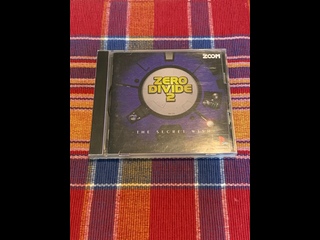 ZOOM
ZERO
DIVIDE
2
THE SECRET WISH